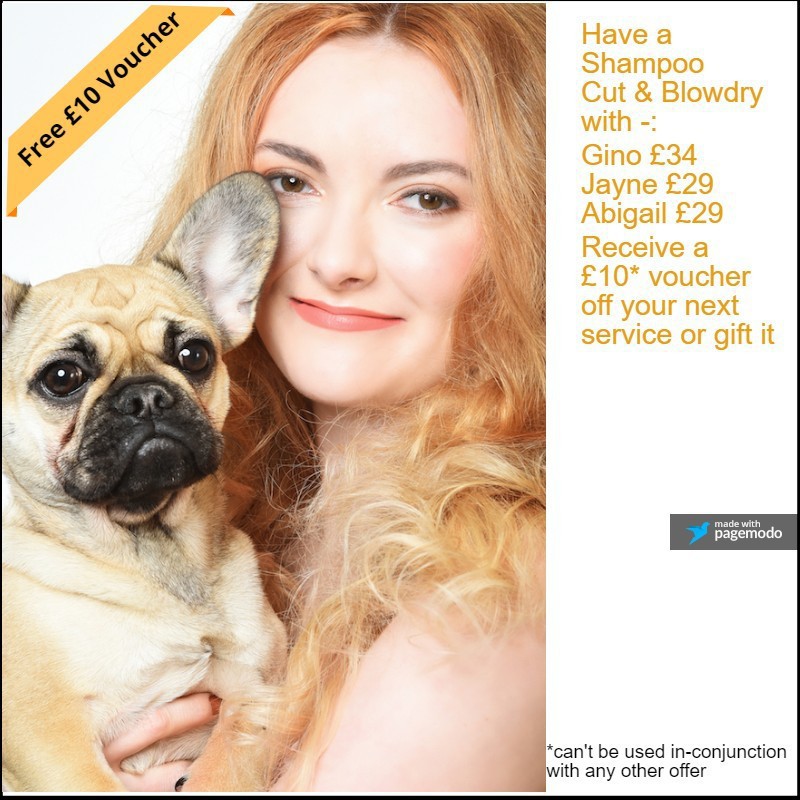 Free £10 Voucher
Have a
Shampoo
Cut & Blowdry
with -:
Gino £34
Jayne £29
Abigail £29
Receive a
£10* voucher
off your next
service or gift it
made with
pagemodo
*can't be used in-conjunction
with any other offer